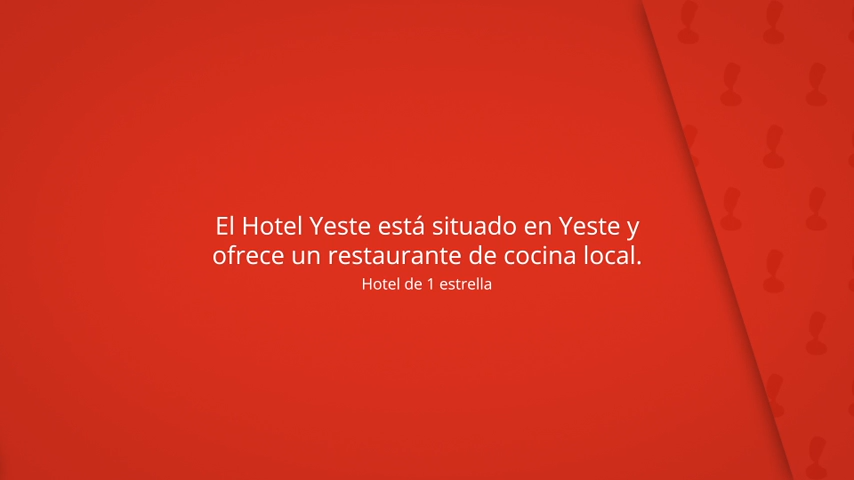 El Hotel Yeste está situado en Yeste y
ofrece un restaurante de cocina local.
Hotel de 1 estrella